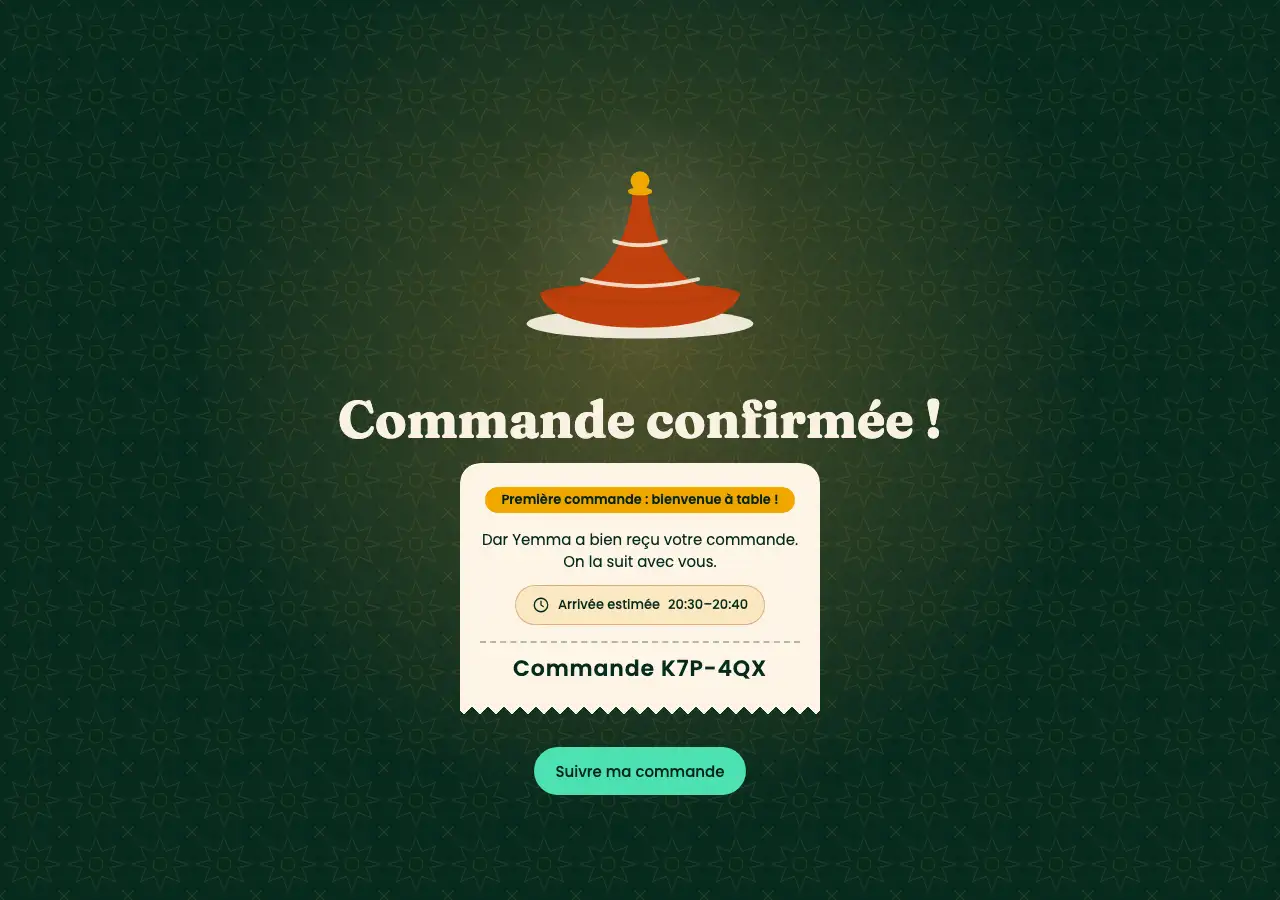 Commande confirmée !
Première commande : bienvenue à table !
Dar Yemma a bien reçu votre commande.
On la suit avec vous.
Arrivée estimée 20:30–20:40
Commande K7P-4QX
Suivre ma commande